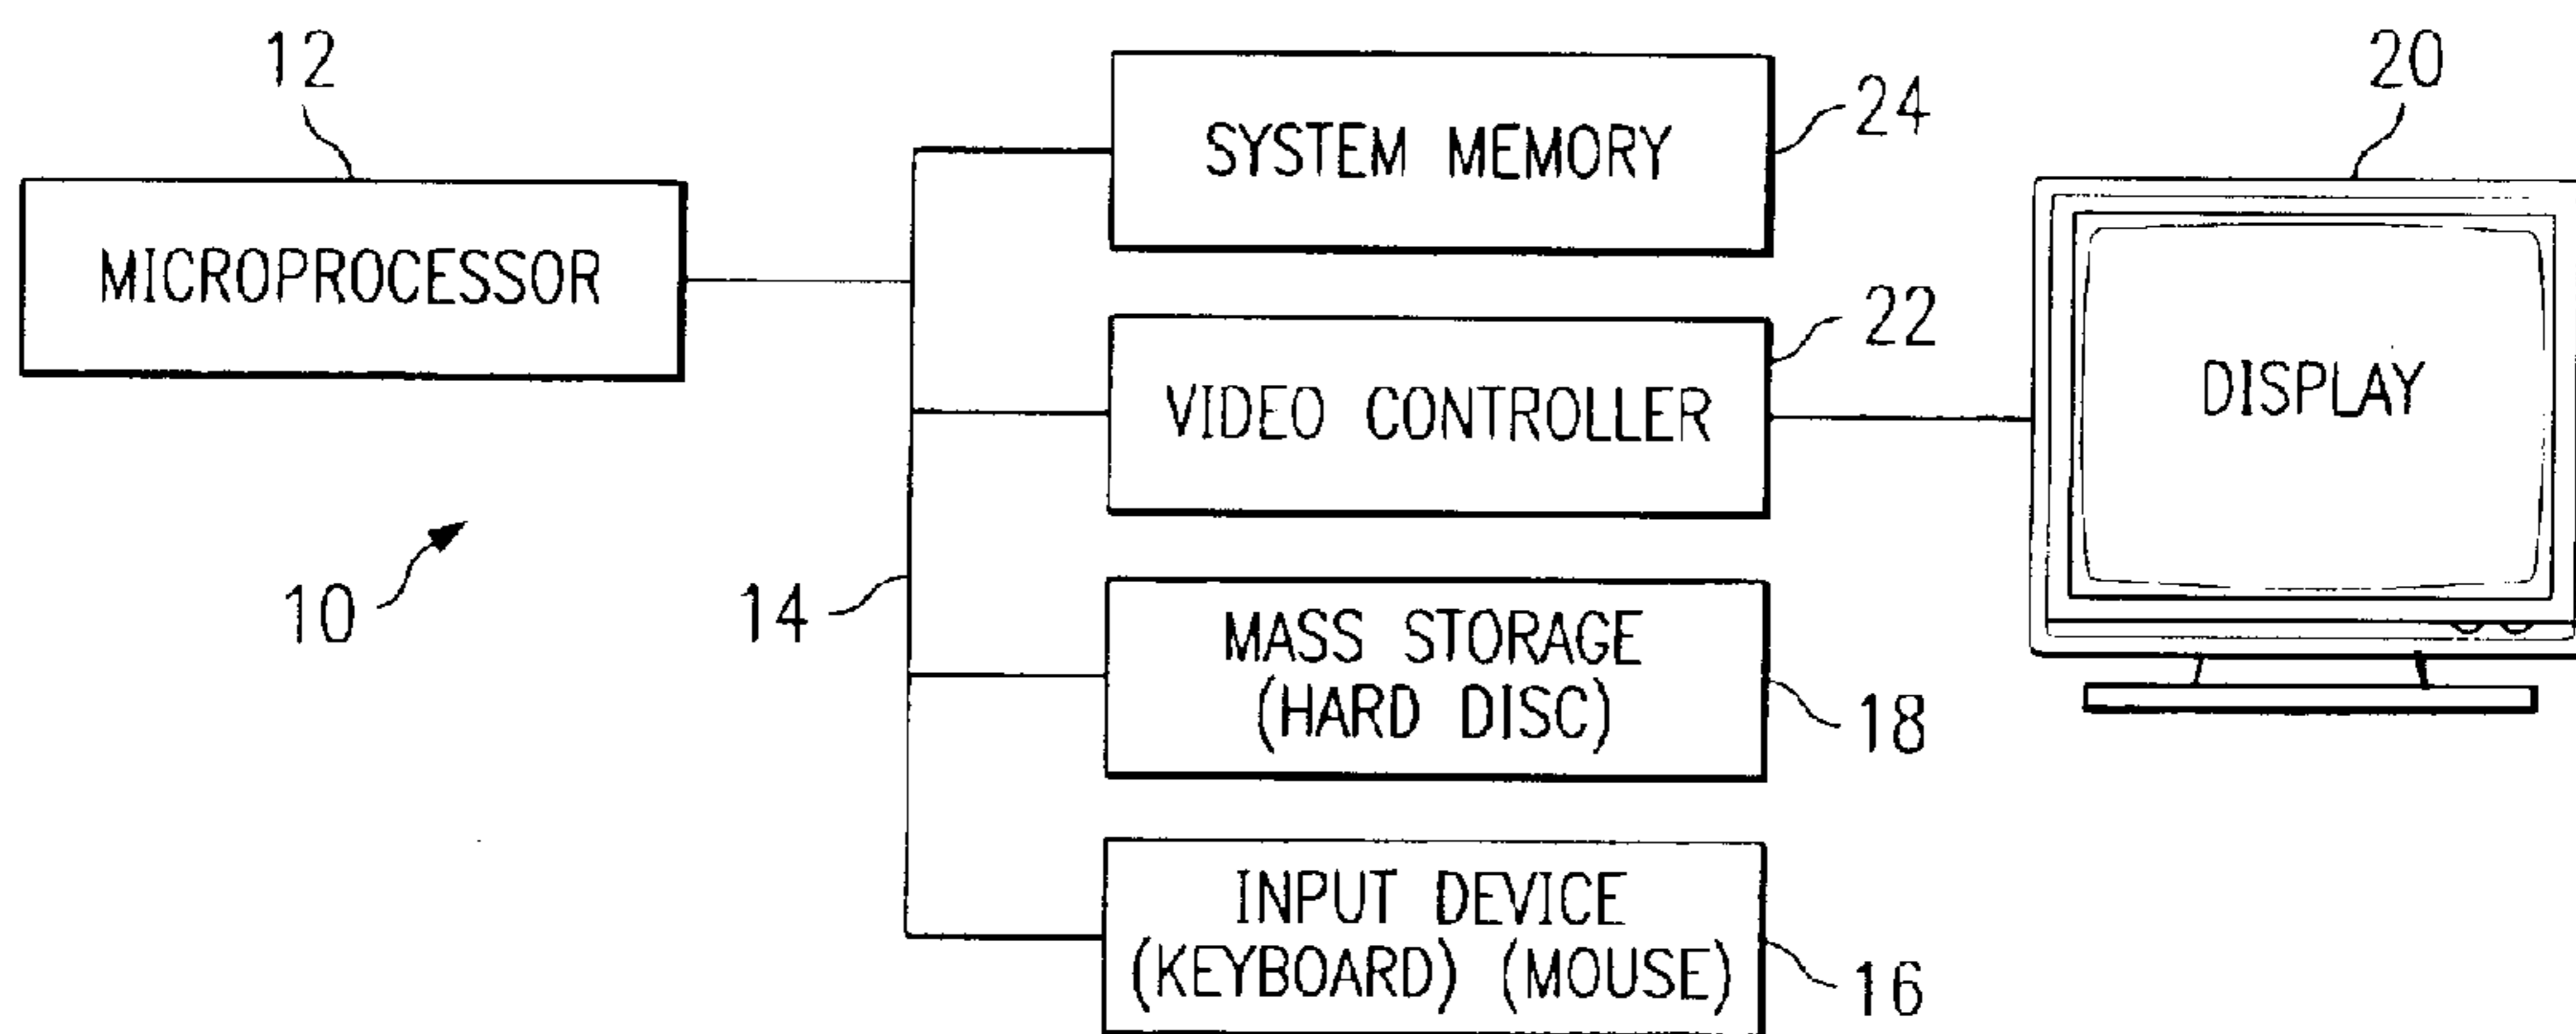 12
MICROPROCESSOR
10
14
SYSTEM MEMORY
24
VIDEO CONTROLLER
22
MASS STORAGE
(HARD DISC)
18
INPUT DEVICE
(KEYBOARD) (MOUSE)
16
20
DISPLAY